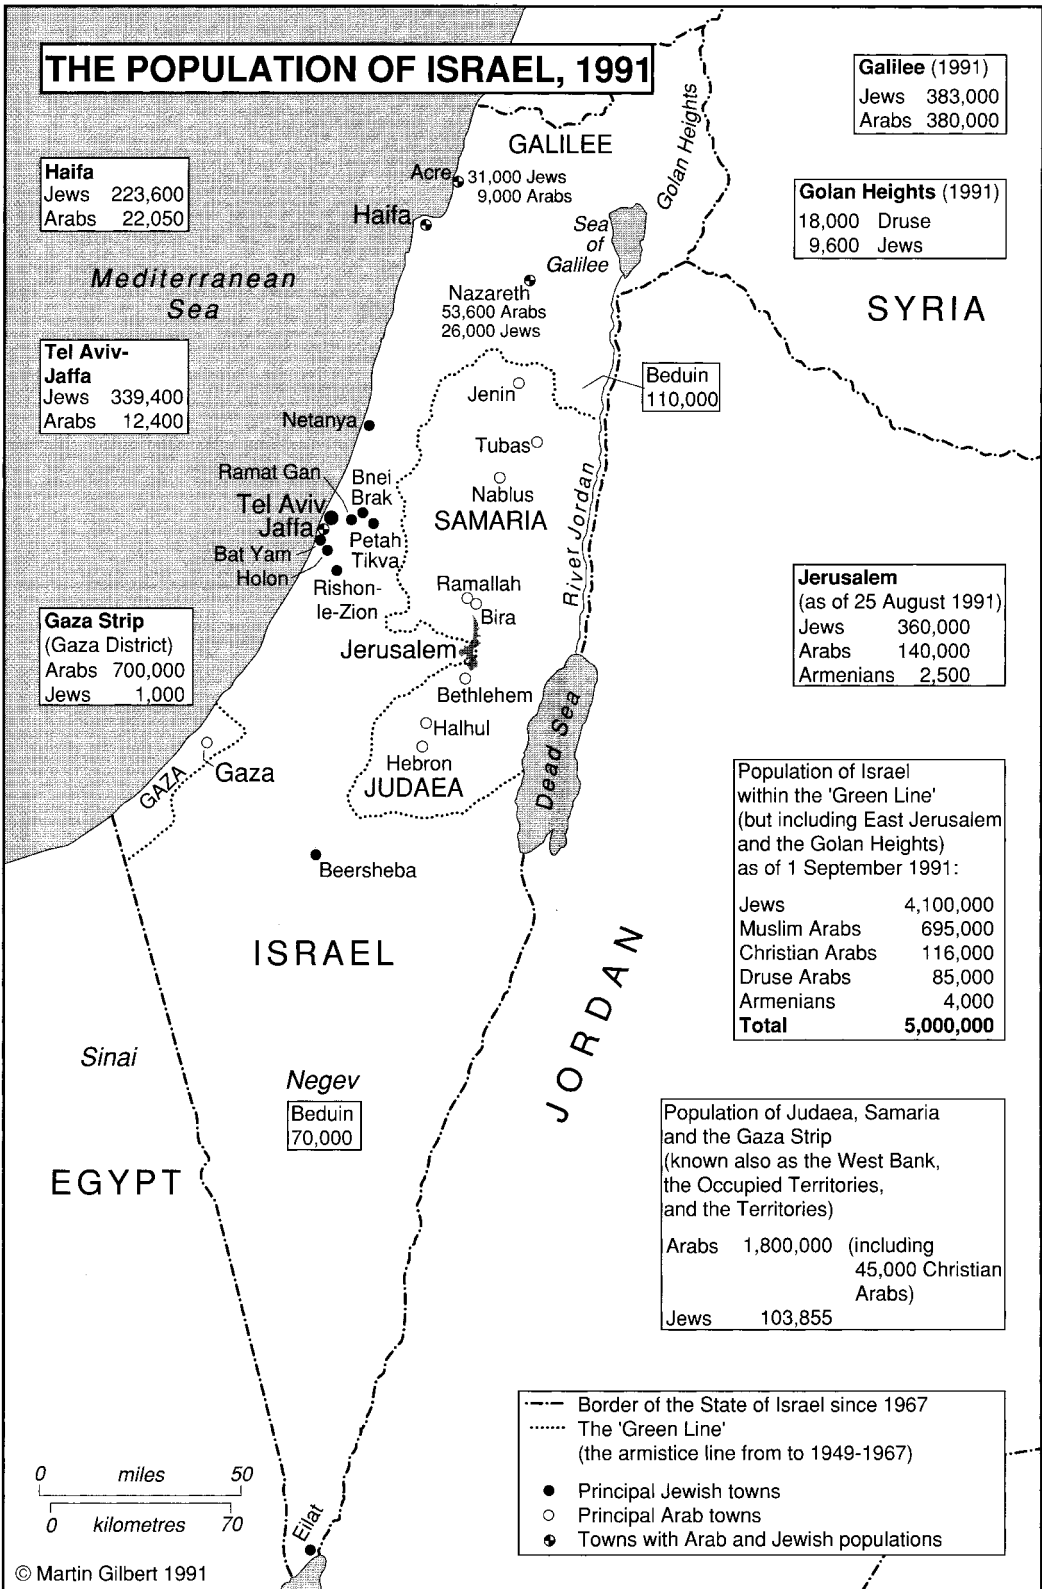 THE POPULATION OF ISRAEL, 1991
Galilee (1991)
Jews 383,000
Arabs 380,000
Golan Heights
GALILEE
Haifa
Jews 223,600
Arabs 22,050
Acre
31,000 Jews
9,000 Arabs
Golan Heights (1991)
18,000 Druse
9,600 Jews
Haifa
Sea
of
Galilee
Mediterranean
Sea
Nazareth
53,600 Arabs
26,000 Jews
SYRIA
Tel Aviv-
Jaffa
Jews 339,400
Arabs 12,400
Beduin
110,000
Jenin
Netanya
Tubas
Ramat Gan
Bnei
Brak
Nablus
Tel Aviv
SAMARIA
Jaffa
Petah
Tikva
Bat Yam
Holon
River Jordan
Rishon-
le-Zion
Ramallah
Bira
Jerusalem
(as of 25 August 1991)
Jews 360,000
Arabs 140,000
Armenians 2,500
Gaza Strip
(Gaza District)
Arabs 700,000
Jews 1,000
Jerusalem
Bethlehem
Halhul
Hebron
JUDAEA
Dead Sea
GAZA
Gaza
Population of Israel
within the 'Green Line'
(but including East Jerusalem
and the Golan Heights)
as of 1 September 1991:
Jews 4,100,000
Muslim Arabs 695,000
Christian Arabs 116,000
Druse Arabs 85,000
Armenians 4,000
Total 5,000,000
Beersheba
ISRAEL
JORDAN
Sinai
Negev
Beduin
70,000
EGYPT
Population of Judaea, Samaria
and the Gaza Strip
(known also as the West Bank,
the Occupied Territories,
and the Territories)
Arabs 1,800,000 (including
45,000 Christian
Arabs)
Jews 103,855
Border of the State of Israel since 1967
The 'Green Line'
(the armistice line from to 1949-1967)
Principal Jewish towns
Principal Arab towns
Towns with Arab and Jewish populations
0 miles 50
0 kilometres 70
Eilat
© Martin Gilbert 1991